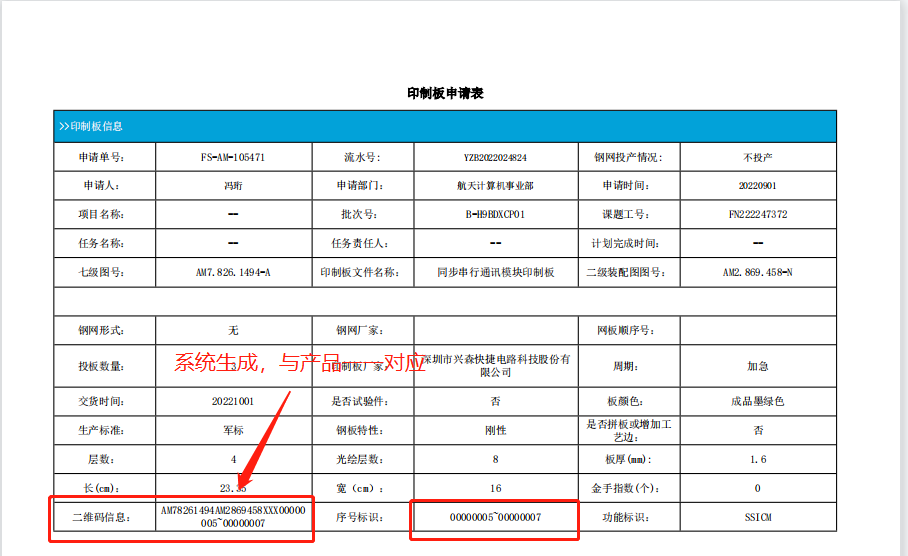 印制板申请表
>>印制板信息
申请单号: FS-AM-105471 流水号: YZB2022024824 钢网投产情况: 不投产
申请人: 冯珩 申请部门: 航天计算机事业部 申请时间: 20220901
项目名称: -- 批次号: B-H9BDXCP01 课题工号: FN222247372
任务名称: -- 任务责任人: -- 计划完成时间: --
七级图号: AM7.826.1494-A 印制板文件名称: 同步串行通讯模块印制板 二级装配图图号: AM2.869.458-N
钢网形式: 无 钢网厂家: 网板顺序号:
系统生成，与产品一一对应
投板数量: 3 印制板厂家: 深圳市兴森快捷电路科技股份有
限公司 周期: 加急
交货时间: 20221001 是否试验件: 否 板颜色: 成品墨绿色
生产标准: 军标 钢板特性: 刚性 是否拼板或增加工
艺边: 否
层数: 4 光绘层数: 8 板厚(mm): 1.6
长(cm): 23.35 宽（cm）: 16 金手指数(个): 0
二维码信息: AM78261494AM2869458XXX00000
005~00000007 序号标识: 00000005~00000007 功能标识: SSICM